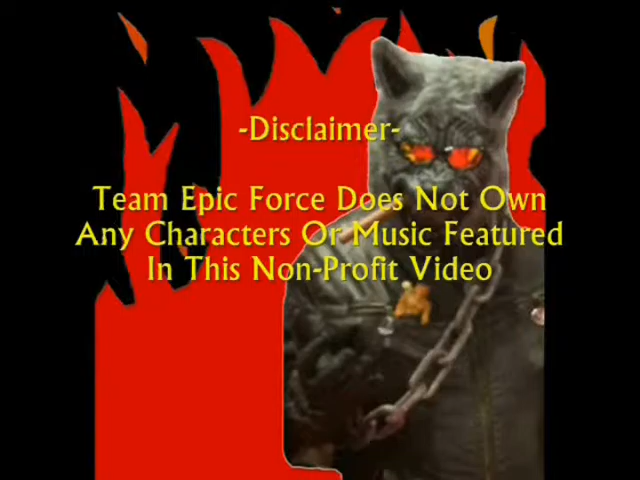 -Disclaimer-
Team Epic Force Does Not Own
Any Characters Or Music Featured
In This Non-Profit Video